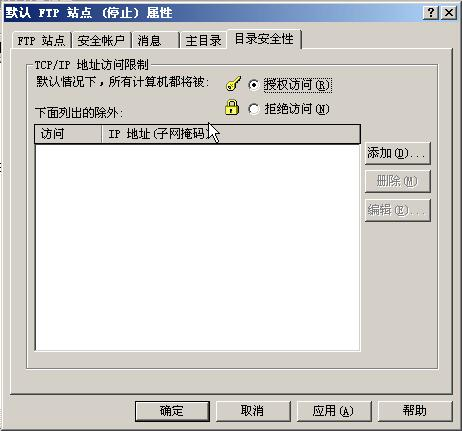 默认 FTP 站点 (停止) 属性
FTP 站点 安全帐户 消息 主目录 目录安全性
TCP/IP 地址访问限制
默认情况下，所有计算机都将被: 授权访问(R)
拒绝访问(N)
下面列出的除外:
访问 IP 地址(子网掩码)
添加(D)...
删除(M)
编辑(E)...
确定 取消 应用(A) 帮助